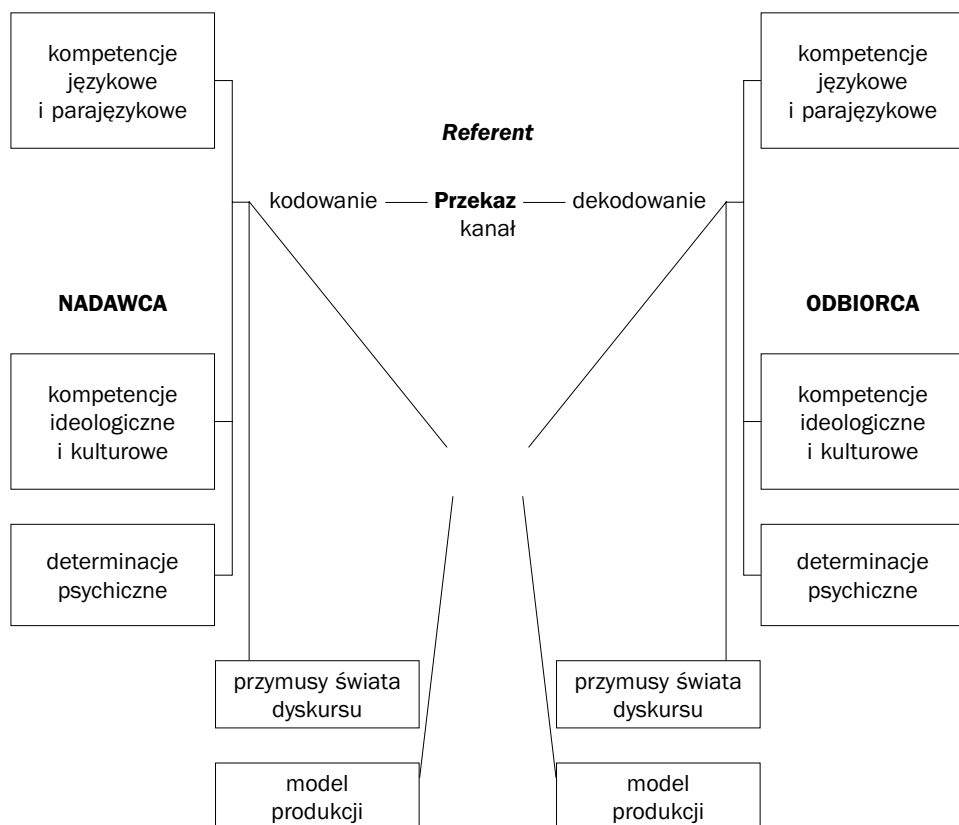 kompetencje
językowe
i parajęzykowe
kompetencje
językowe
i parajęzykowe
Referent
kodowanie
Przekaz
dekodowanie
kanał
NADAWCA
ODBIORCA
kompetencje
ideologiczne
i kulturowe
kompetencje
ideologiczne
i kulturowe
determinacje
psychiczne
determinacje
psychiczne
przymusy świata
dyskursu
przymusy świata
dyskursu
model
produkcji
model
produkcji